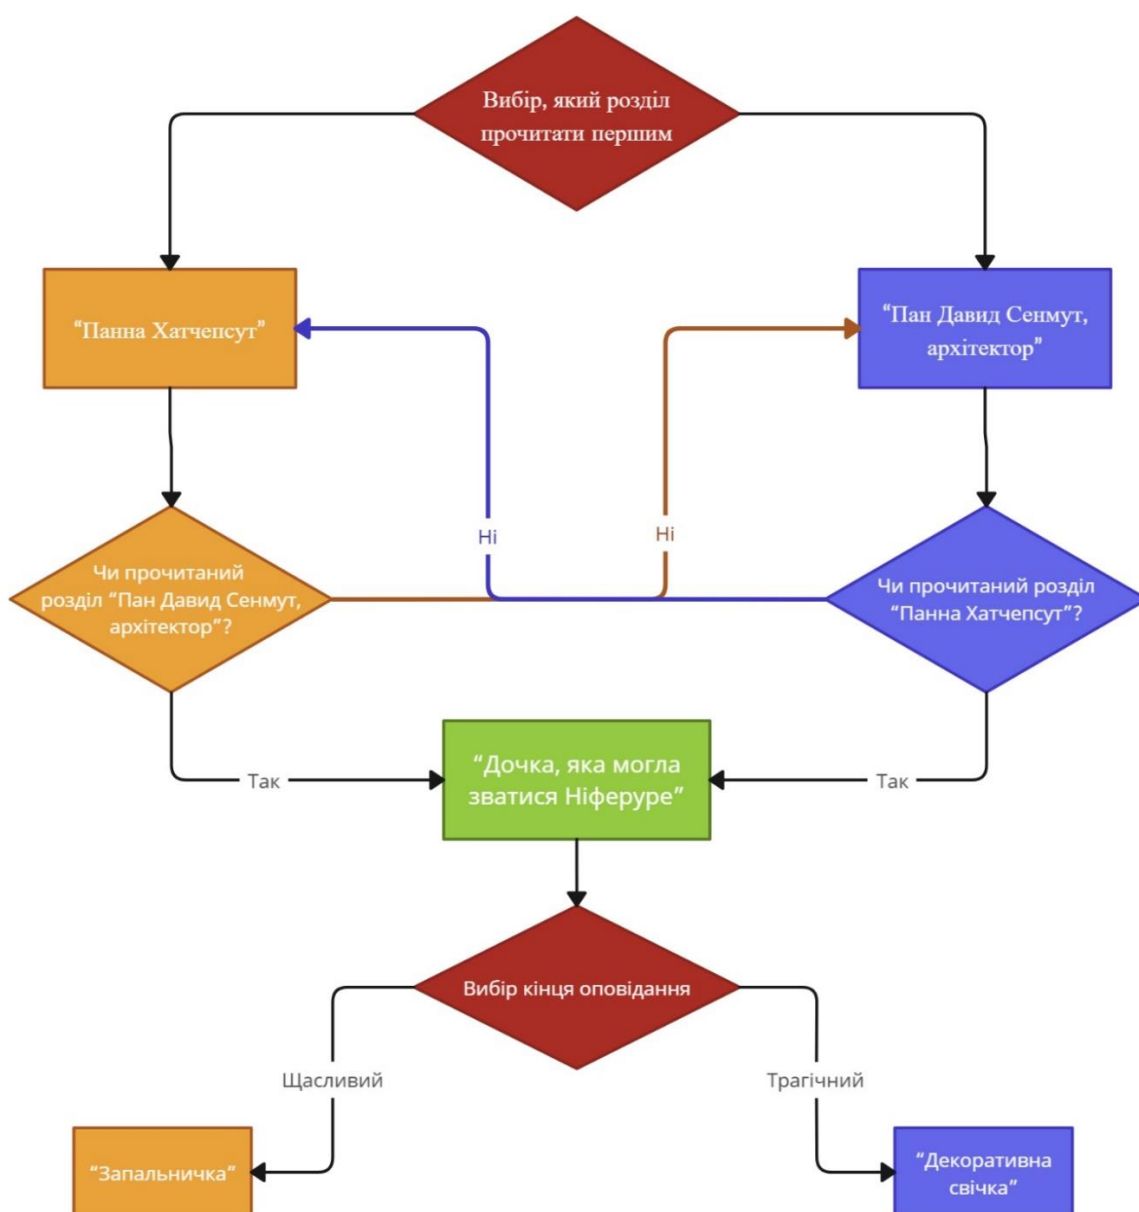 Вибір, який розділ
прочитати першим
“Панна Хатчепсут”
“Пан Давид Сенмут,
архітектор”
Ні
Ні
Чи прочитаний
розділ “Пан Давид Сенмут,
архітектор”?
Чи прочитаний розділ
“Панна Хатчепсут”?
“Дочка, яка могла
зватися Ніферуре”
Так
Так
Вибір кінця оповідання
Щасливий
Трагічний
“Запальничка”
“Декоративна
свічка”